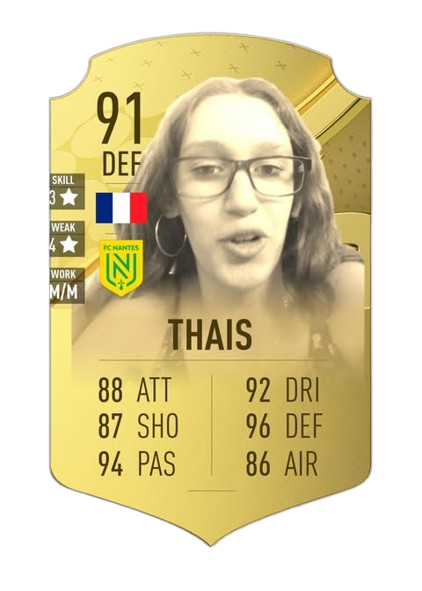 91
DEF
SKILL
3 ★
WEAK
4 ★
WORK
M/M
FC NANTES
N
THAIS
88 ATT
87 SHO
94 PAS
92 DRI
96 DEF
86 AIR